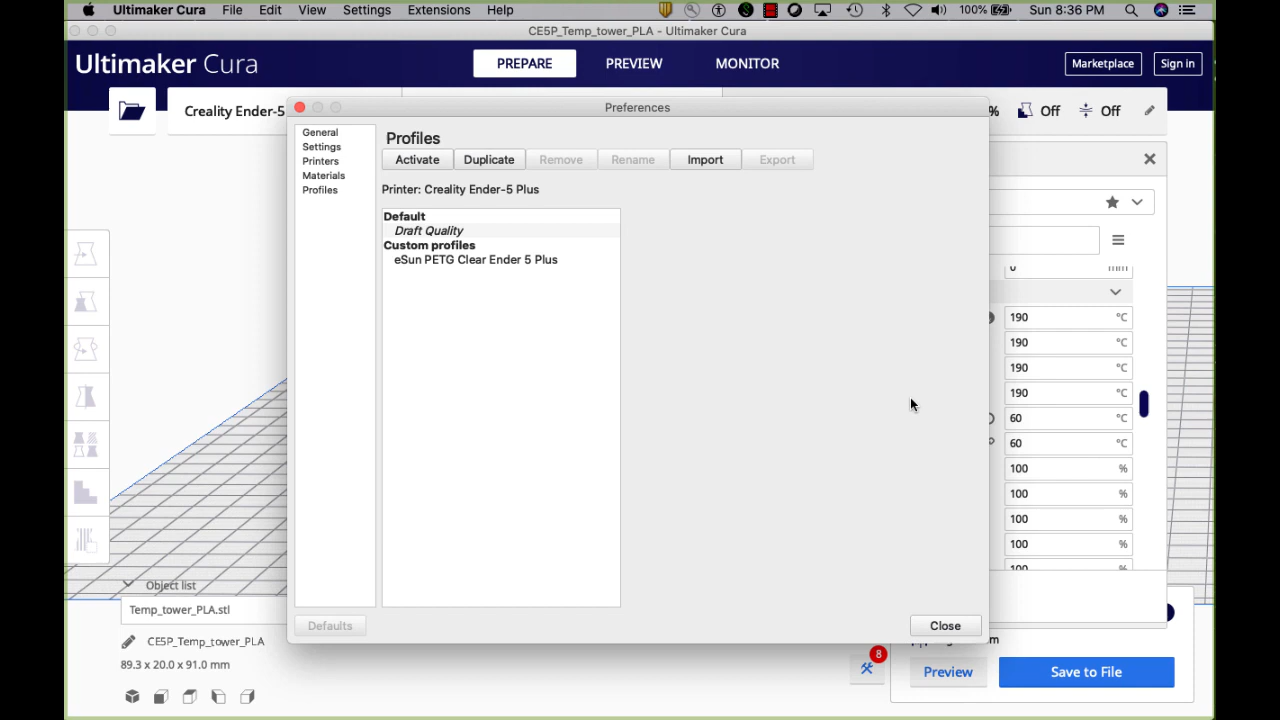 Ultimaker Cura File Edit View Settings Extensions Help 100% Sun 8:36 PM
CE5P_Temp_tower_PLA - Ultimaker Cura
Ultimaker Cura PREPARE PREVIEW MONITOR Marketplace Sign in
Creality Ender-5 % Off Off
Preferences
General
Settings
Printers
Materials
Profiles
Profiles
Activate Duplicate Remove Rename Import Export
Printer: Creality Ender-5 Plus
Default
Draft Quality
Custom profiles
eSun PETG Clear Ender 5 Plus
190 °C
190 °C
190 °C
190 °C
60 °C
60 °C
100 %
100 %
100 %
100 %
100 %
Object list
Temp_tower_PLA.stl
CE5P_Temp_tower_PLA
89.3 x 20.0 x 91.0 mm
Defaults Close
8
Preview Save to File